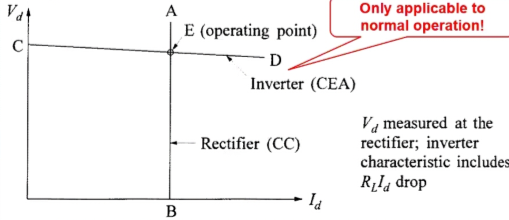 V_d
A
Only applicable to
normal operation!
E (operating point)
C
D
Inverter (CEA)
V_d measured at the
rectifier; inverter
characteristic includes
R_L I_d drop
Rectifier (CC)
I_d
B